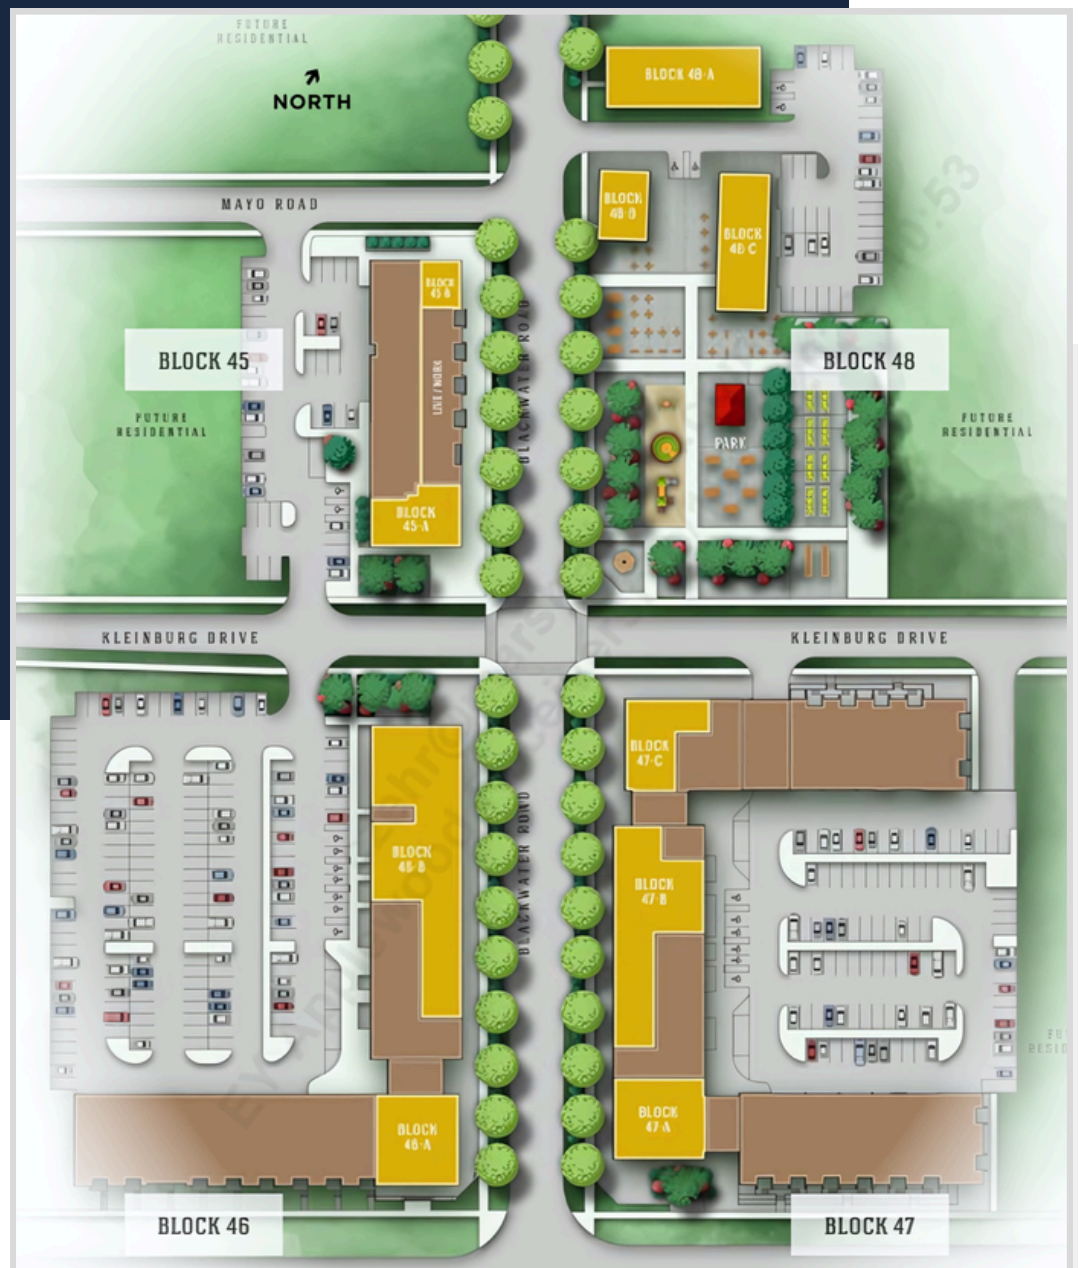 FUTURE
RESIDENTIAL
NORTH
BLOCK 48-A
MAYO ROAD
BLOCK
48-D
BLOCK
48-C
BLOCK
45-B
BLACKWATER ROAD
LIVE / WORK
BLOCK 45
BLOCK 48
FUTURE
RESIDENTIAL
PARK
FUTURE
RESIDENTIAL
BLOCK
45-A
KLEINBURG DRIVE
KLEINBURG DRIVE
BLOCK
47-C
BLOCK
46-B
BLOCK
47-B
BLACKWATER ROAD
BLOCK
46-A
BLOCK
47-A
BLOCK 46
BLOCK 47